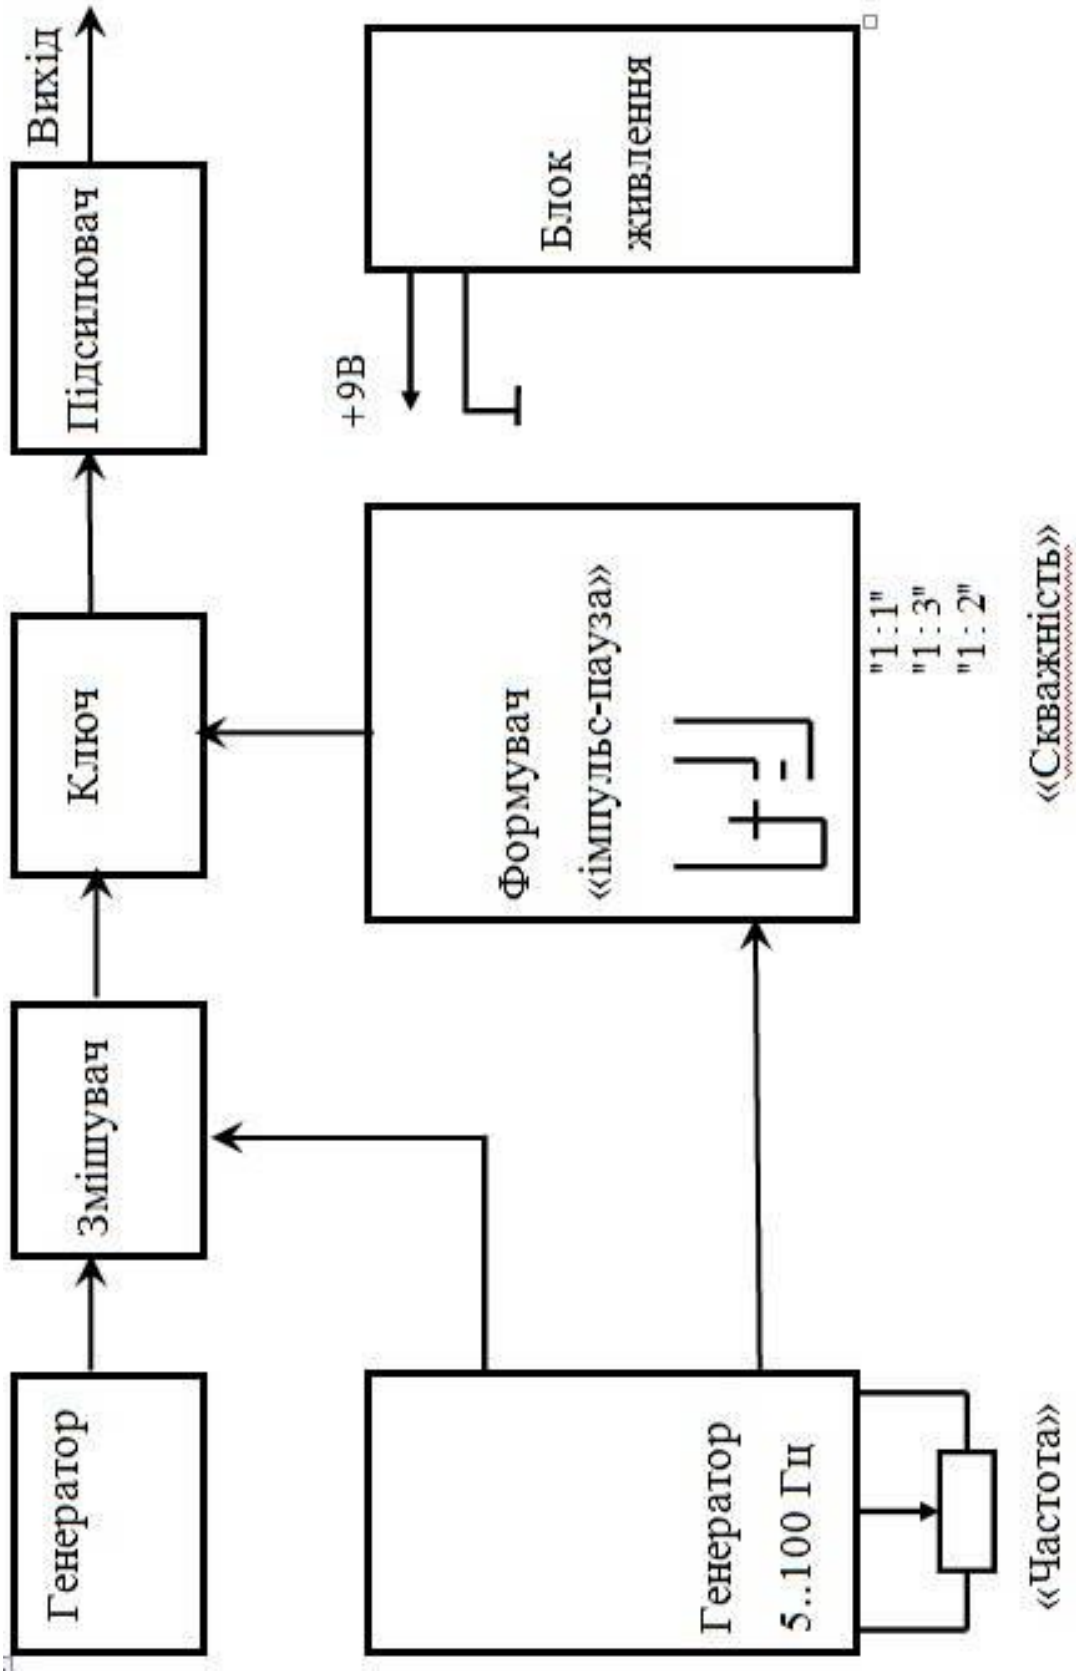 Генератор
Змішувач
Ключ
Підсилювач
Вихід
Генератор
5..100 Гц
Формувач
«імпульс-пауза»
+9В
Блок
живлення
"1 : 1"
"1 : 3"
"1 : 2"
«Частота»
«Скважність»